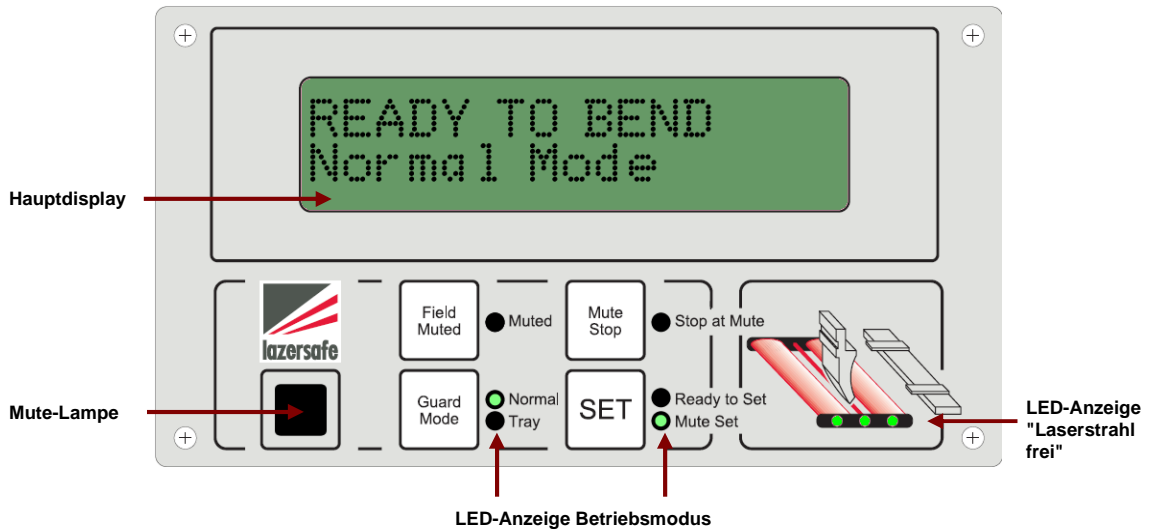 READY TO BEND
Normal Mode
Hauptdisplay
lazersafe
Field
Muted
Muted
Mute
Stop
Stop at Mute
Mute-Lampe
Guard
Mode
Normal
Tray
SET
Ready to Set
Mute Set
LED-Anzeige
"Laserstrahl
frei"
LED-Anzeige Betriebsmodus